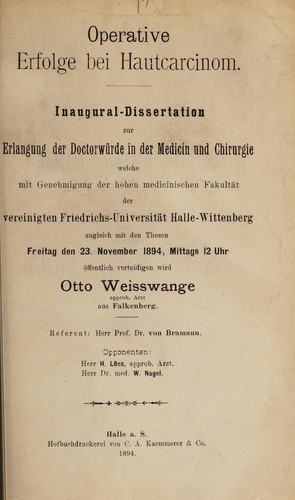 Operative
Erfolge bei Hautcarcinom.
Inaugural-Dissertation
zur
Erlangung der Doctorwürde in der Medicin und Chirurgie
welche
mit Genehmigung der hohen medicinischen Fakultät
der
vereinigten Friedrichs-Universität Halle-Wittenberg
zugleich mit den Thesen
Freitag den 23. November 1894, Mittags 12 Uhr
öffentlich verteidigen wird
Otto Weisswange
approb. Arzt
aus Falkenberg.
Referent: Herr Prof. Dr. von Bramann.
Opponenten:
Herr H. Löns, approb. Arzt.
Herr Dr. med. W. Nagel.
Halle a. S.
Hofbuchdruckerei von C. A. Kaemmerer & Co.
1894.